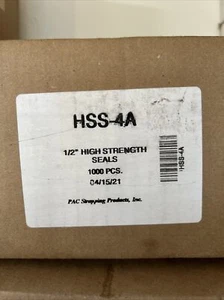 HSS-4A
1/2" HIGH STRENGTH
SEALS
1000 PCS.
04/15/21
PAC Strapping Products, Inc.
HSS-4A